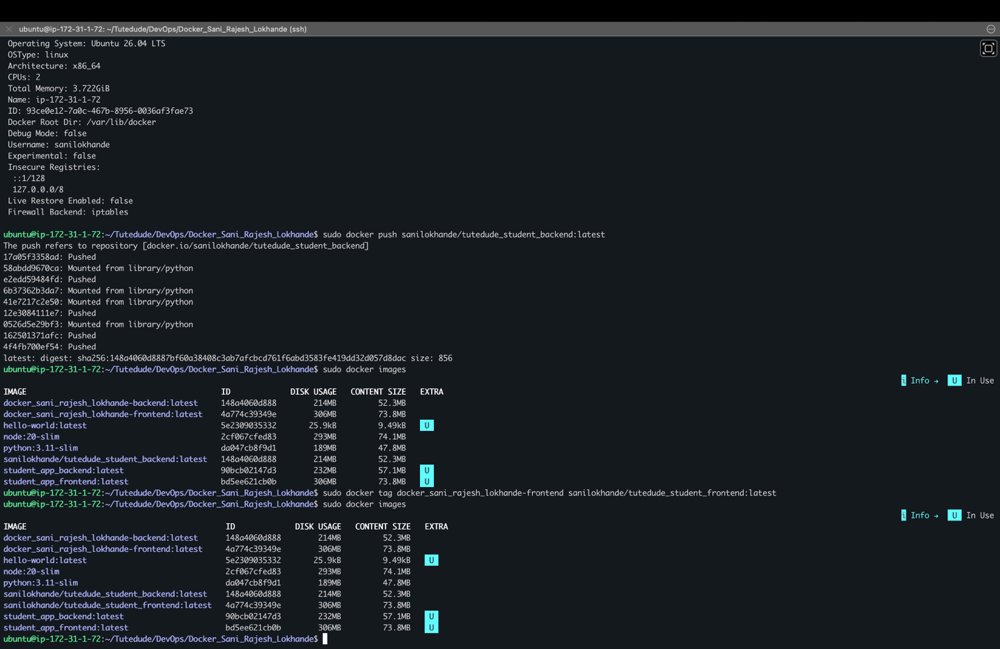 ubuntu@ip-172-31-1-72: ~/Tutedude/DevOps/Docker_Sani_Rajesh_Lokhande (ssh)
Operating System: Ubuntu 26.04 LTS
OSType: linux
Architecture: x86_64
CPUs: 2
Total Memory: 3.722GiB
Name: ip-172-31-1-72
ID: 93ce0e12-7a0c-467b-8956-0036af3fae73
Docker Root Dir: /var/lib/docker
Debug Mode: false
Username: sanilokhande
Experimental: false
Insecure Registries:
::1/128
127.0.0.0/8
Live Restore Enabled: false
Firewall Backend: iptables
ubuntu@ip-172-31-1-72:~/Tutedude/DevOps/Docker_Sani_Rajesh_Lokhande$ sudo docker push sanilokhande/tutedude_student_backend:latest
The push refers to repository [docker.io/sanilokhande/tutedude_student_backend]
17a05f3358ad: Pushed
58abdd9670ca: Mounted from library/python
e2edd59484fd: Pushed
6b37362b3da7: Mounted from library/python
41e7217c2e50: Mounted from library/python
12e3084111e7: Pushed
0526d5e29bf3: Mounted from library/python
162501371afc: Pushed
4f4fb700ef54: Pushed
latest: digest: sha256:148a4060d8887bf60a38408c3ab7afcbcd761f6abd3583fe419dd32d057d8dac size: 856
ubuntu@ip-172-31-1-72:~/Tutedude/DevOps/Docker_Sani_Rajesh_Lokhande$ sudo docker images
i Info → U In Use
IMAGE ID DISK USAGE CONTENT SIZE EXTRA
docker_sani_rajesh_lokhande-backend:latest 148a4060d888 214MB 52.3MB
docker_sani_rajesh_lokhande-frontend:latest 4a774c39349e 306MB 73.8MB
hello-world:latest 5e2309035332 25.9kB 9.49kB U
node:20-slim 2cf067cfed83 293MB 74.1MB
python:3.11-slim da047cb8f9d1 189MB 47.8MB
sanilokhande/tutedude_student_backend:latest 148a4060d888 214MB 52.3MB
student_app_backend:latest 90bcb02147d3 232MB 57.1MB U
student_app_frontend:latest bd5ee621cb0b 306MB 73.8MB U
ubuntu@ip-172-31-1-72:~/Tutedude/DevOps/Docker_Sani_Rajesh_Lokhande$ sudo docker tag docker_sani_rajesh_lokhande-frontend sanilokhande/tutedude_student_frontend:latest
ubuntu@ip-172-31-1-72:~/Tutedude/DevOps/Docker_Sani_Rajesh_Lokhande$ sudo docker images
i Info → U In Use
IMAGE ID DISK USAGE CONTENT SIZE EXTRA
docker_sani_rajesh_lokhande-backend:latest 148a4060d888 214MB 52.3MB
docker_sani_rajesh_lokhande-frontend:latest 4a774c39349e 306MB 73.8MB
hello-world:latest 5e2309035332 25.9kB 9.49kB U
node:20-slim 2cf067cfed83 293MB 74.1MB
python:3.11-slim da047cb8f9d1 189MB 47.8MB
sanilokhande/tutedude_student_backend:latest 148a4060d888 214MB 52.3MB
sanilokhande/tutedude_student_frontend:latest 4a774c39349e 306MB 73.8MB
student_app_backend:latest 90bcb02147d3 232MB 57.1MB U
student_app_frontend:latest bd5ee621cb0b 306MB 73.8MB U
ubuntu@ip-172-31-1-72:~/Tutedude/DevOps/Docker_Sani_Rajesh_Lokhande$